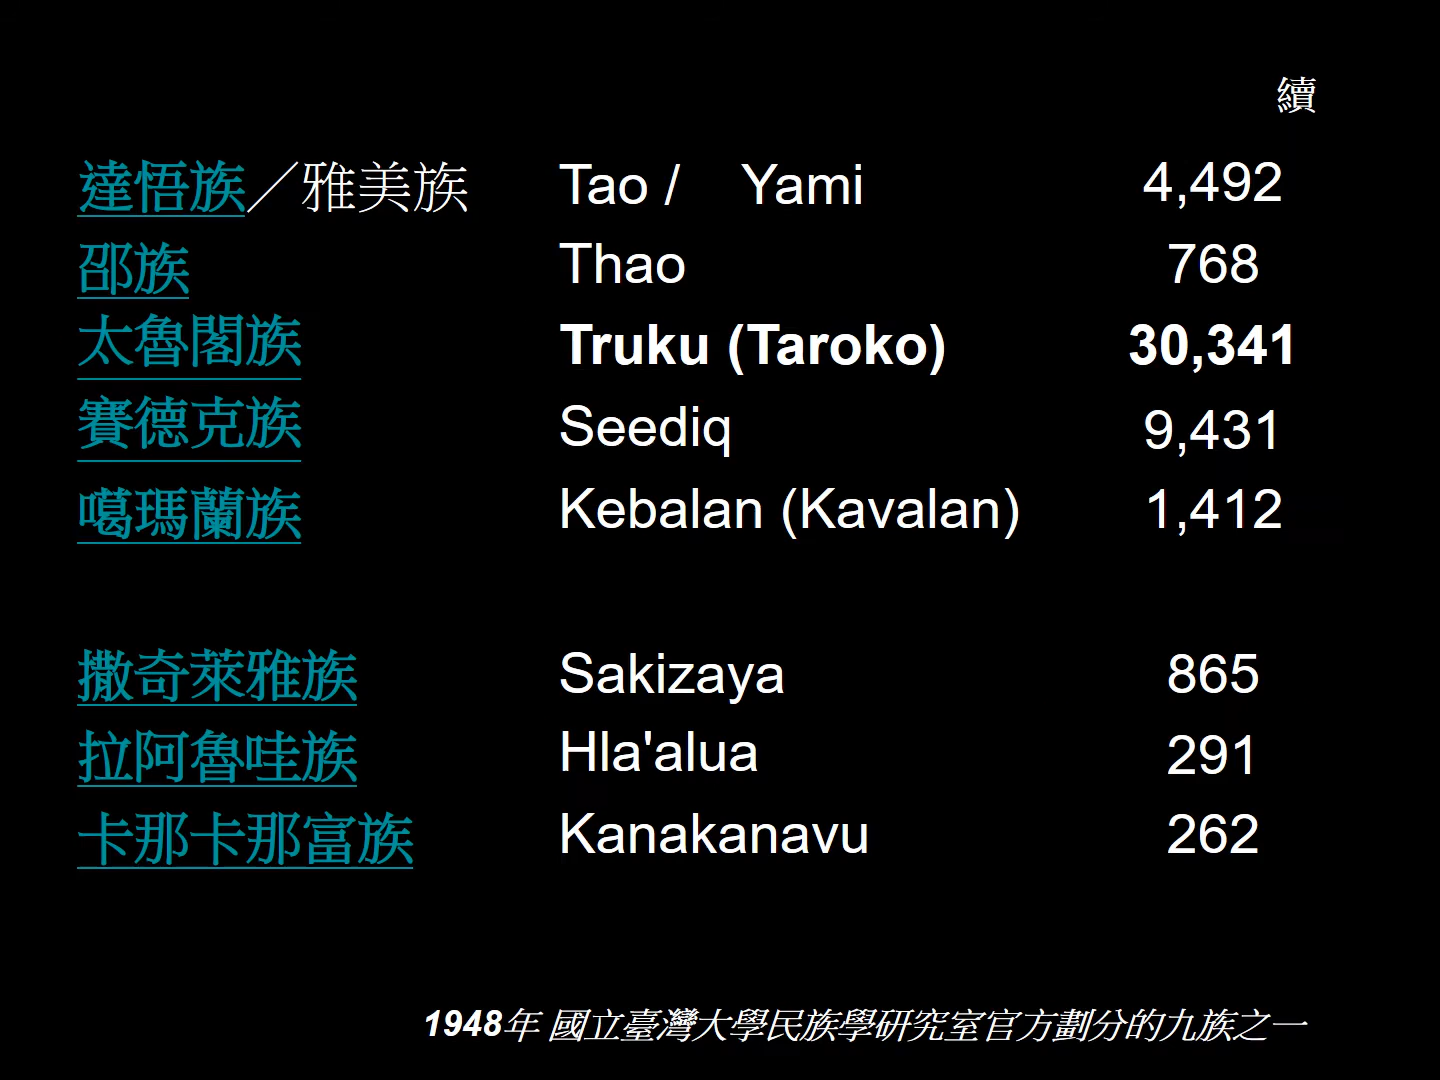 續
達悟族／雅美族 Tao / Yami 4,492
邵族 Thao 768
太魯閣族 Truku (Taroko) 30,341
賽德克族 Seediq 9,431
噶瑪蘭族 Kebalan (Kavalan) 1,412
撒奇萊雅族 Sakizaya 865
拉阿魯哇族 Hla'alua 291
卡那卡那富族 Kanakanavu 262
1948年 國立臺灣大學民族學研究室官方劃分的九族之一